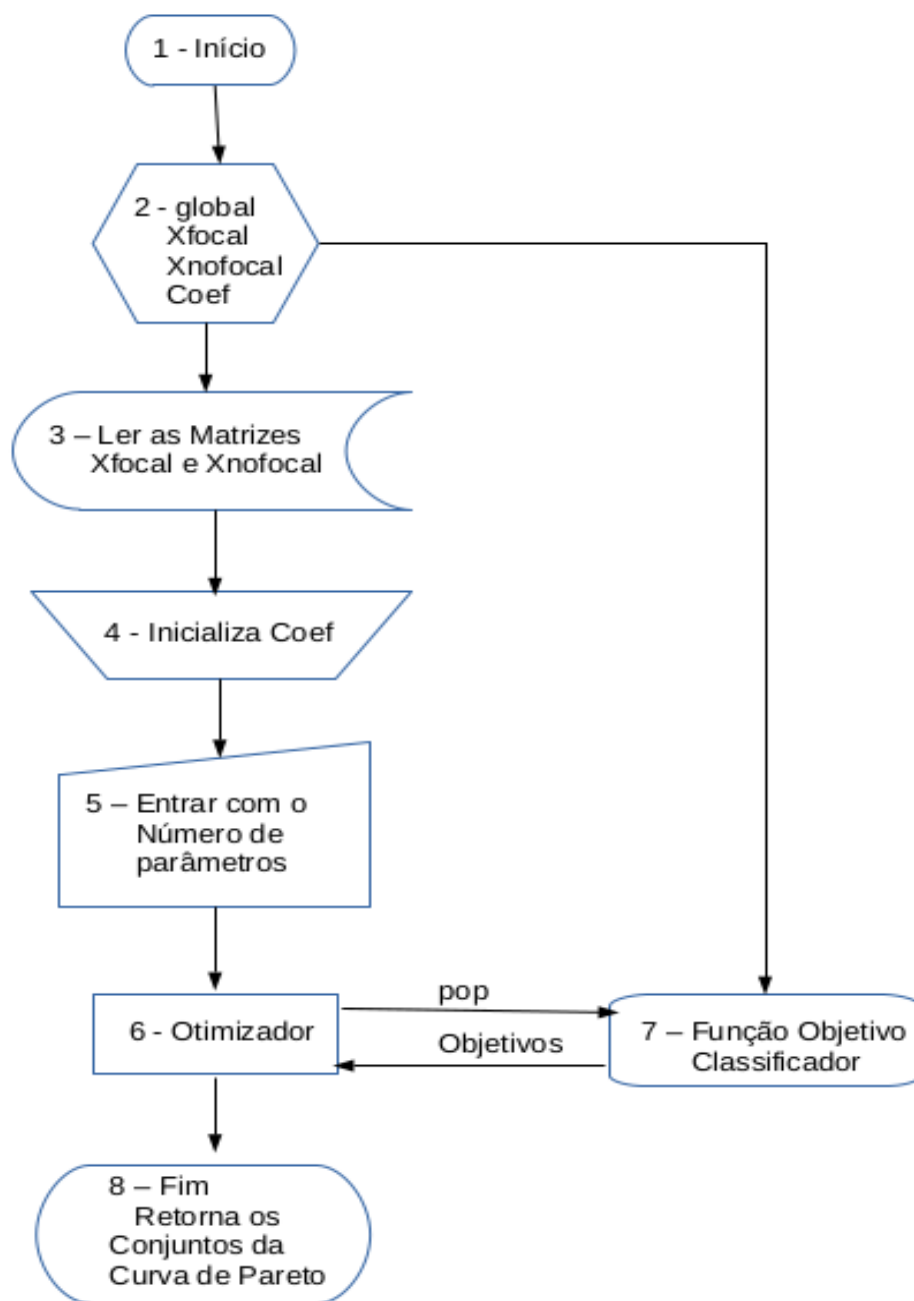 1 - Início
2 - global
Xfocal
Xnofocal
Coef
3 – Ler as Matrizes
Xfocal e Xnofocal
4 - Inicializa Coef
5 – Entrar com o
Número de
parâmetros
6 - Otimizador
pop
Objetivos
7 – Função Objetivo
Classificador
8 – Fim
Retorna os
Conjuntos da
Curva de Pareto